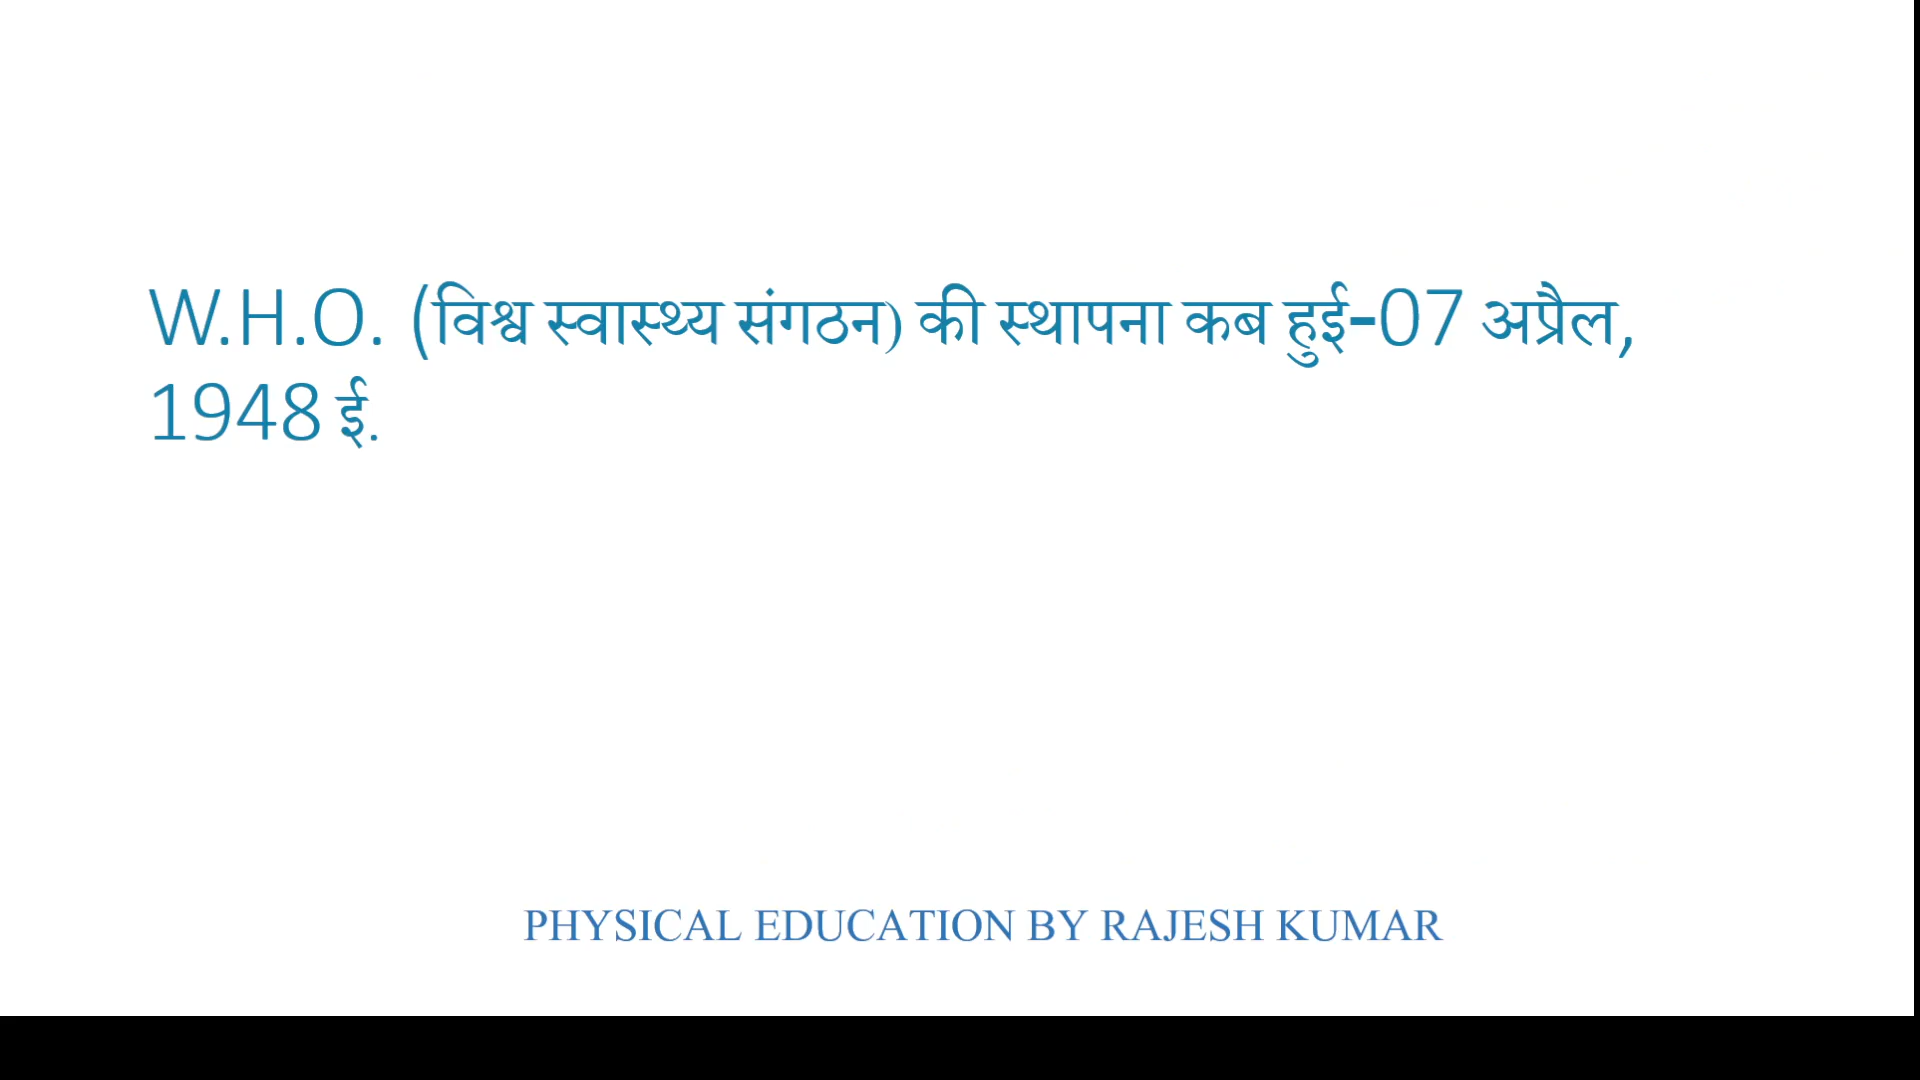 W.H.O. (विश्व स्वास्थ्य संगठन) की स्थापना कब हुई-07 अप्रैल,
1948 ई.
PHYSICAL EDUCATION BY RAJESH KUMAR